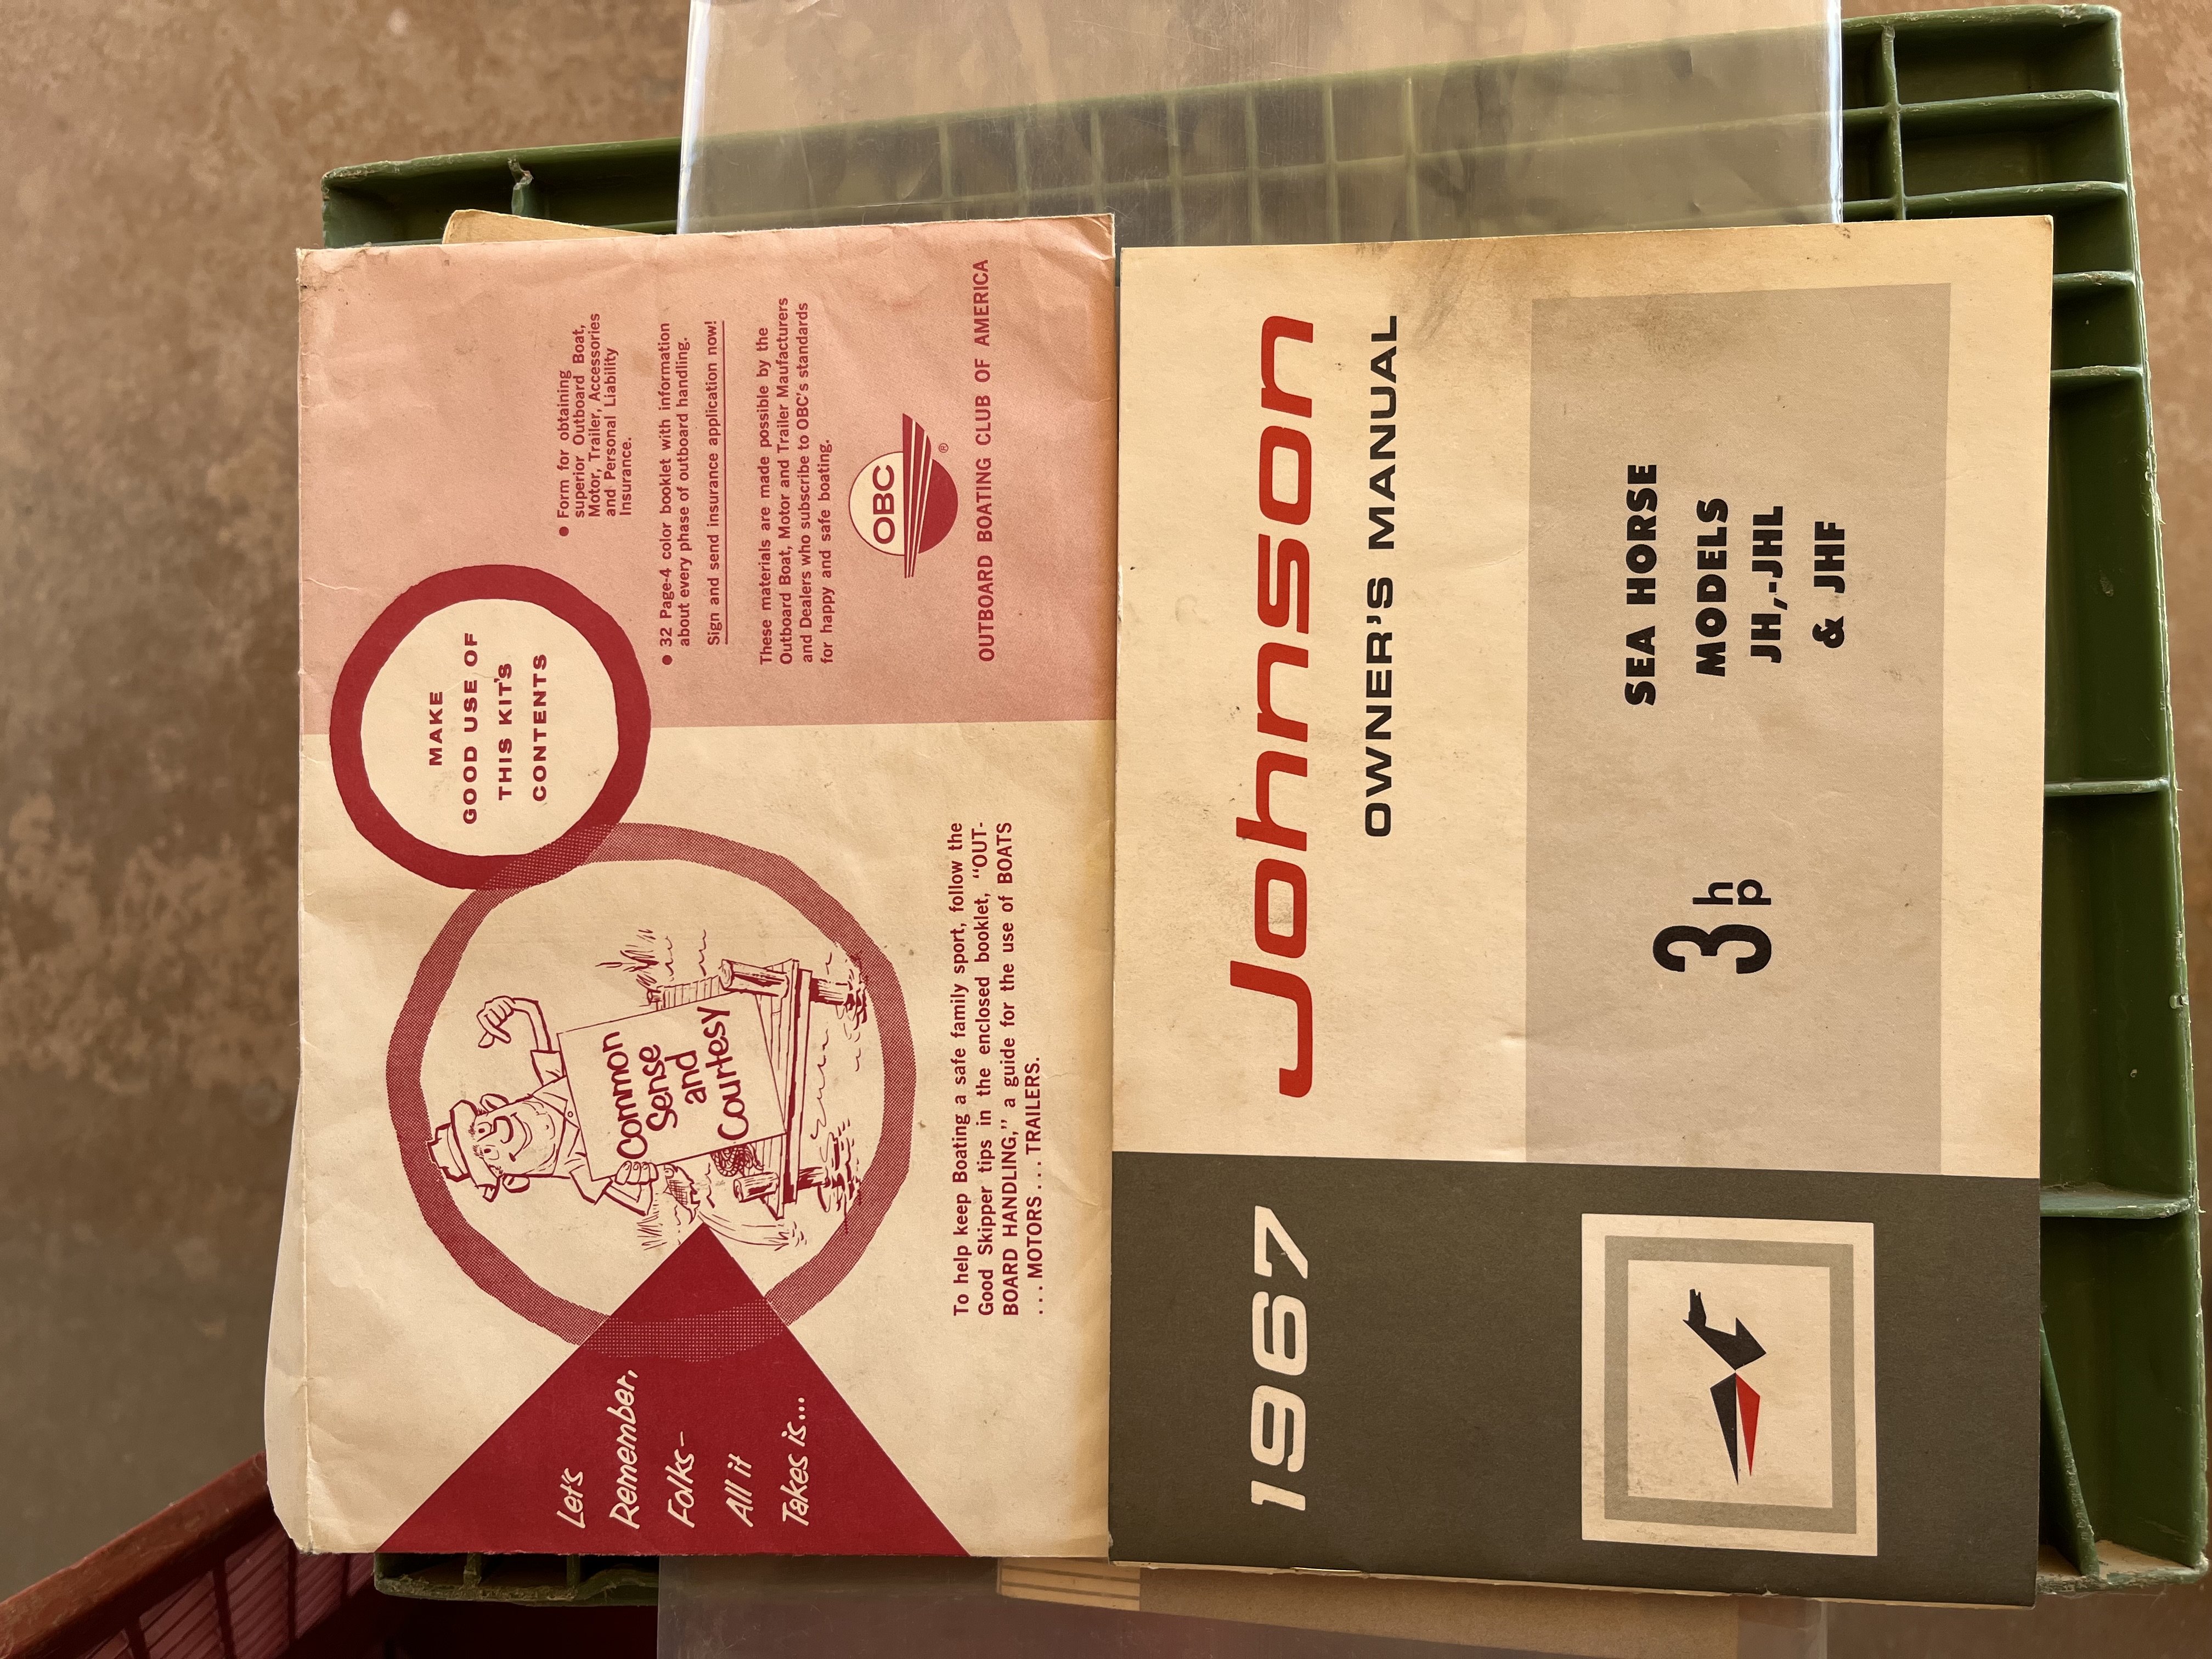 MAKE
GOOD USE OF
THIS KIT'S
CONTENTS
• Form for obtaining
superior Outboard Boat,
Motor, Trailer, Accessories
and Personal Liability
Insurance.
• 32 Page-4 color booklet with information
about every phase of outboard handling.
Sign and send insurance application now!
These materials are made possible by the
Outboard Boat, Motor and Trailer Maufacturers
and Dealers who subscribe to OBC's standards
for happy and safe boating.
OBC
®
OUTBOARD BOATING CLUB OF AMERICA
Let's
Remember,
Folks—
All it
Takes is...
Common
Sense
and
Courtesy
To help keep Boating a safe family sport, follow the
Good Skipper tips in the enclosed booklet, "OUT-
BOARD HANDLING," a guide for the use of BOATS
... MOTORS ... TRAILERS.
1967
Johnson
OWNER'S MANUAL
3 hp
SEA HORSE
MODELS
JH,-JHL
& JHF